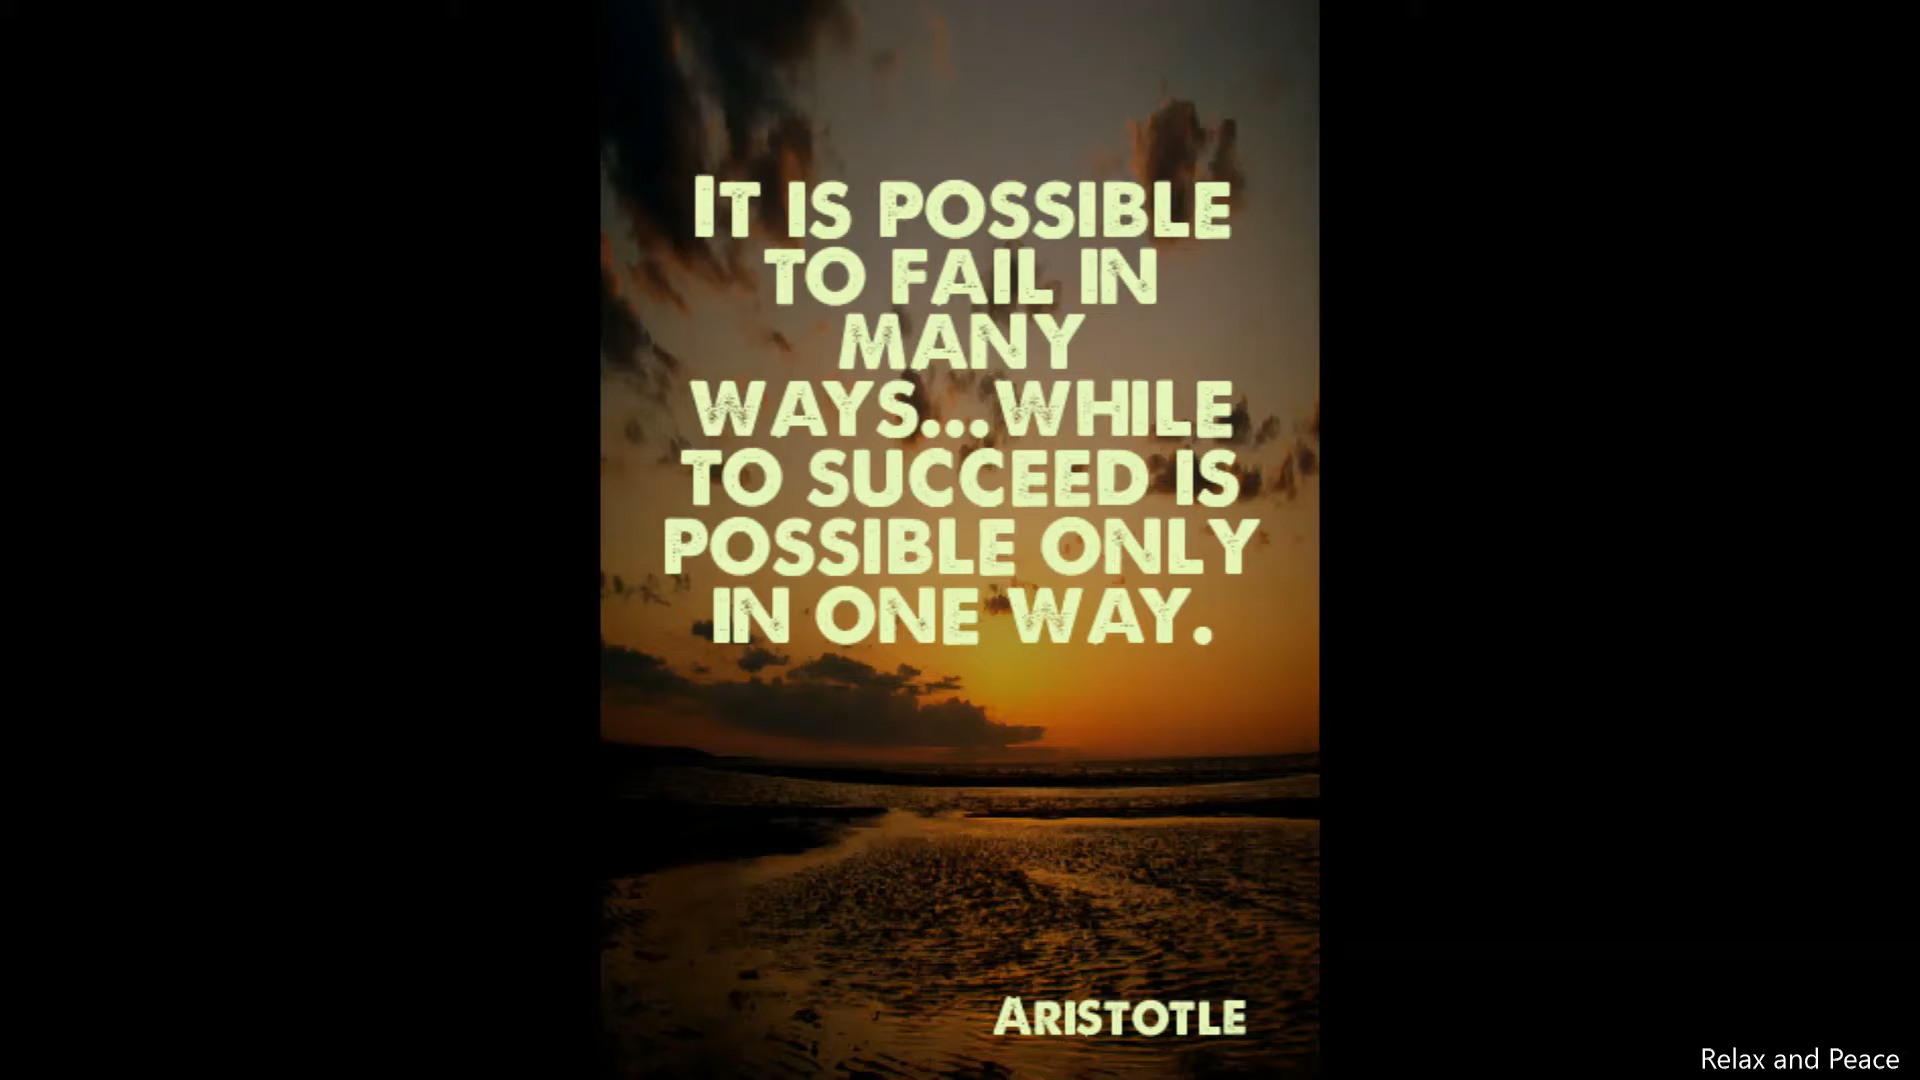 It is possible
to fail in
many
ways...while
to succeed is
possible only
in one way.
Aristotle
Relax and Peace